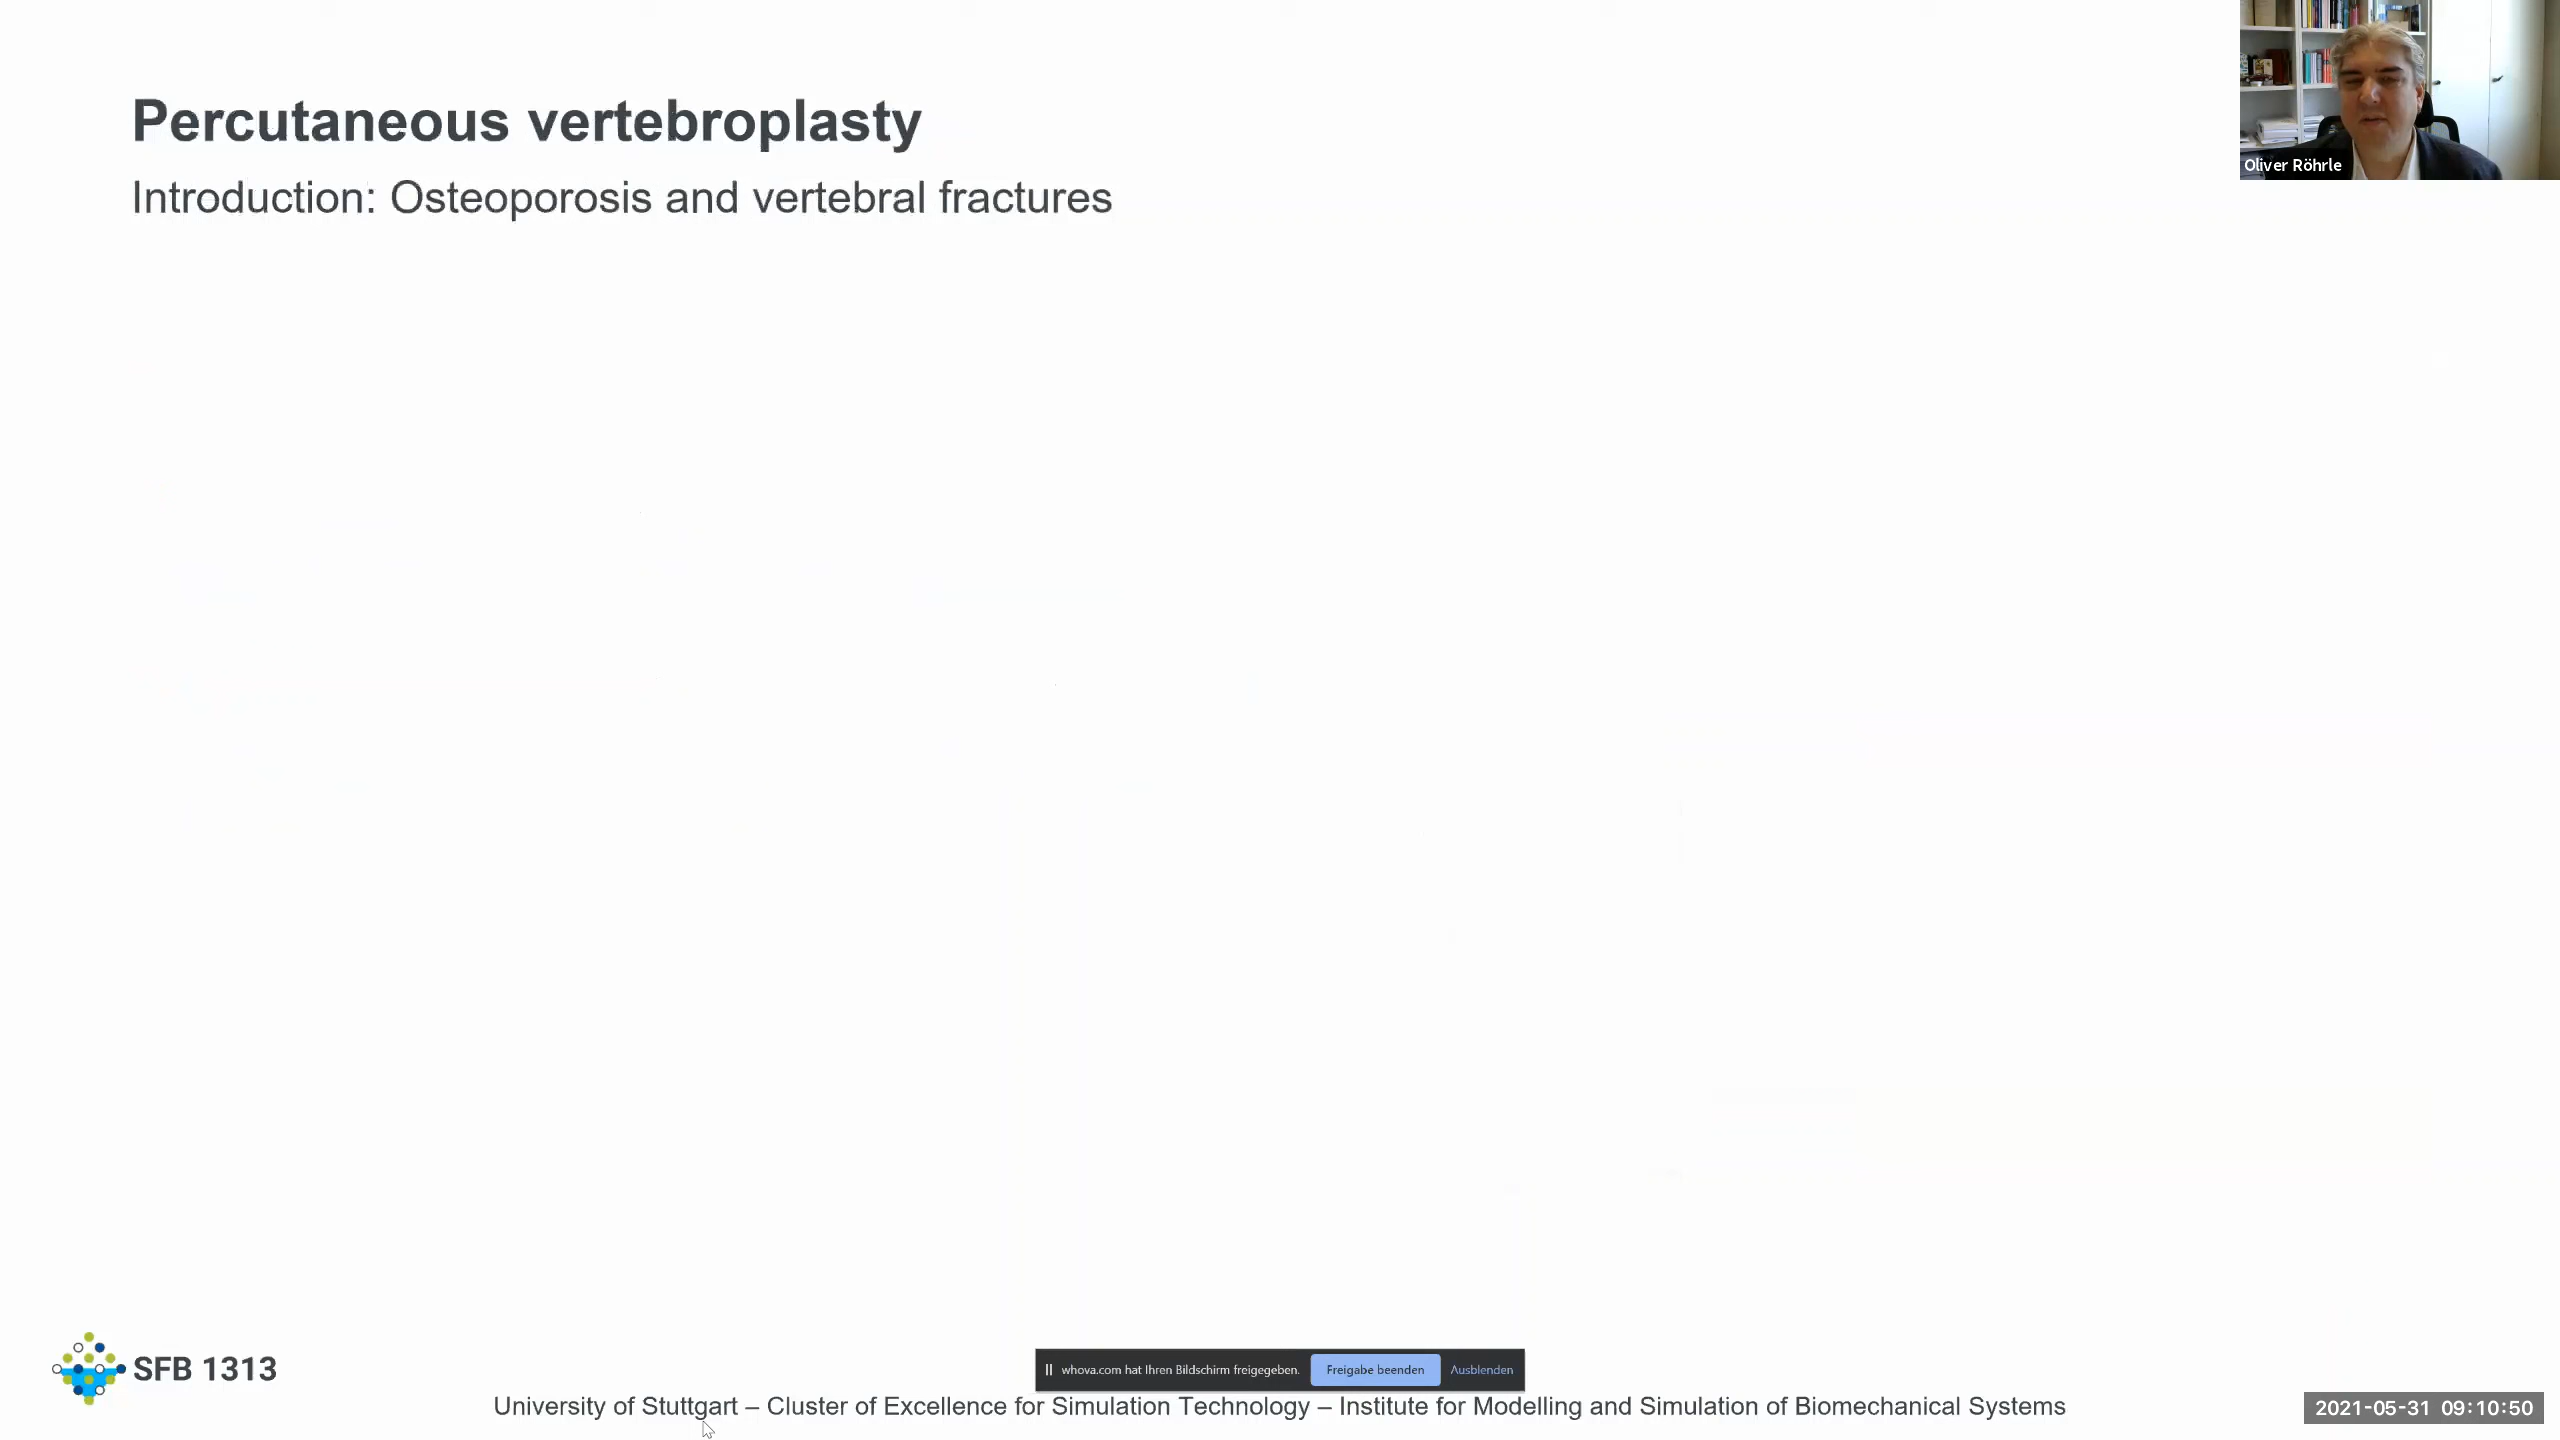 Percutaneous vertebroplasty
Introduction: Osteoporosis and vertebral fractures
Oliver Röhrle
SFB 1313
whova.com hat Ihren Bildschirm freigegeben. Freigabe beenden Ausblenden
University of Stuttgart – Cluster of Excellence for Simulation Technology – Institute for Modelling and Simulation of Biomechanical Systems
2021-05-31 09:10:50